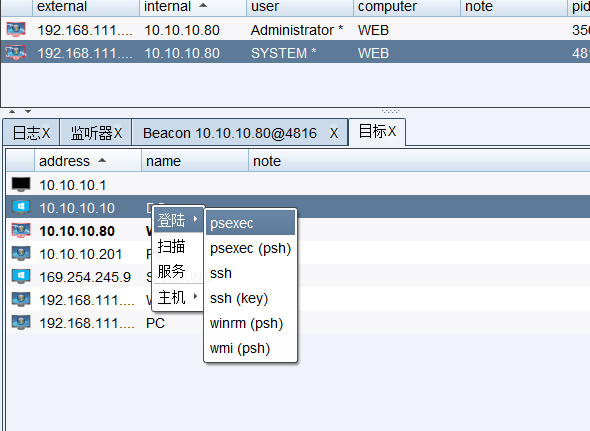 external internal user computer note pid
192.168.111.... 10.10.10.80 Administrator * WEB 356
192.168.111.... 10.10.10.80 SYSTEM * WEB 481
日志X 监听器X Beacon 10.10.10.80@4816 X 目标X
address name note
10.10.10.1
10.10.10.10
10.10.10.80
10.10.10.201
169.254.245.9
192.168.111....
192.168.111.... PC
登陆
扫描
服务
主机
psexec
psexec (psh)
ssh
ssh (key)
winrm (psh)
wmi (psh)